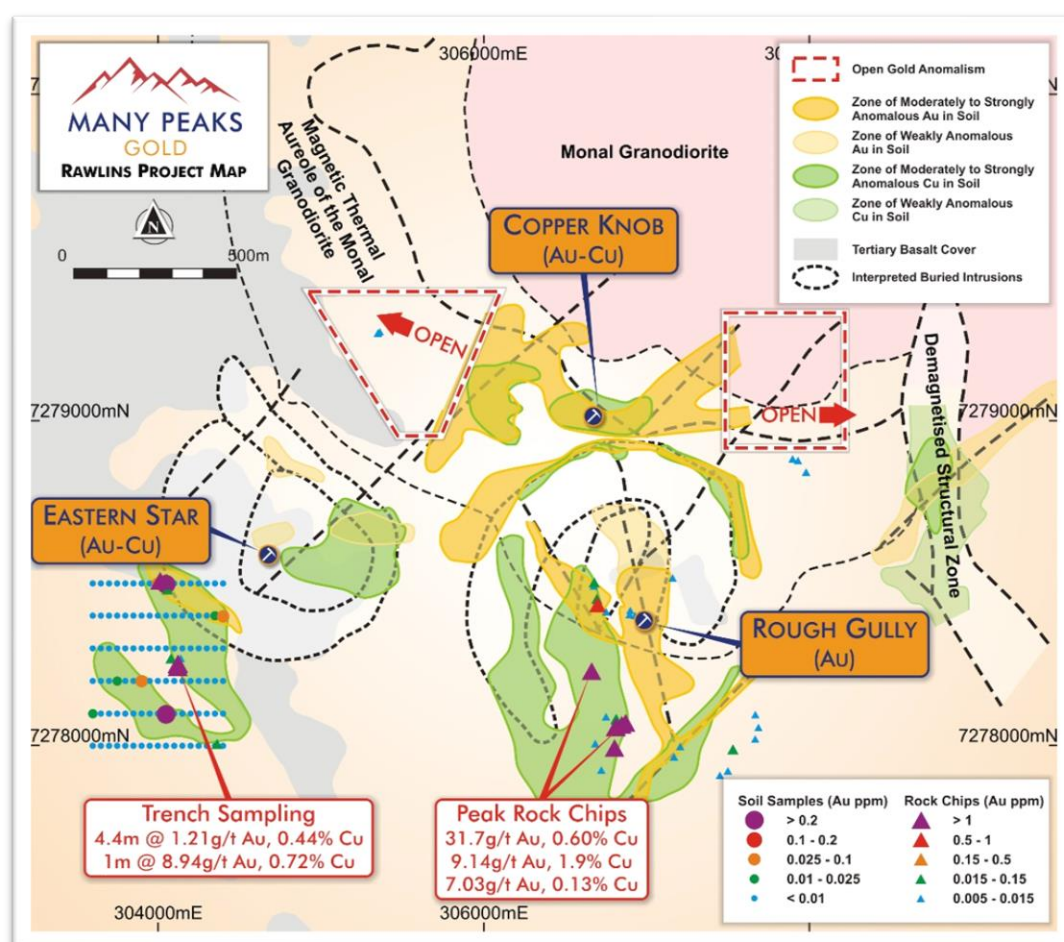 MANY PEAKS
GOLD
RAWLINS PROJECT MAP
N
0
500m
306000mE
Magnetic Thermal
Aureole of the Monal
Granodiorite
Monal Granodiorite
Open Gold Anomalism
Zone of Moderately to Strongly
Anomalous Au in Soil
Zone of Weakly Anomalous
Au in Soil
Zone of Moderately to Strongly
Anomalous Cu in Soil
Zone of Weakly Anomalous
Cu in Soil
Tertiary Basalt Cover
Interpreted Buried Intrusions
COPPER KNOB
(Au-Cu)
OPEN
OPEN
7279000mN
7279000mN
Demagnetised Structural Zone
EASTERN STAR
(Au-Cu)
ROUGH GULLY
(Au)
7278000mN
7278000mN
Trench Sampling
4.4m @ 1.21g/t Au, 0.44% Cu
1m @ 8.94g/t Au, 0.72% Cu
Peak Rock Chips
31.7g/t Au, 0.60% Cu
9.14g/t Au, 1.9% Cu
7.03g/t Au, 0.13% Cu
Soil Samples (Au ppm)
> 0.2
0.1 - 0.2
0.025 - 0.1
0.01 - 0.025
< 0.01
Rock Chips (Au ppm)
> 1
0.5 - 1
0.15 - 0.5
0.015 - 0.15
0.005 - 0.015
304000mE
306000mE